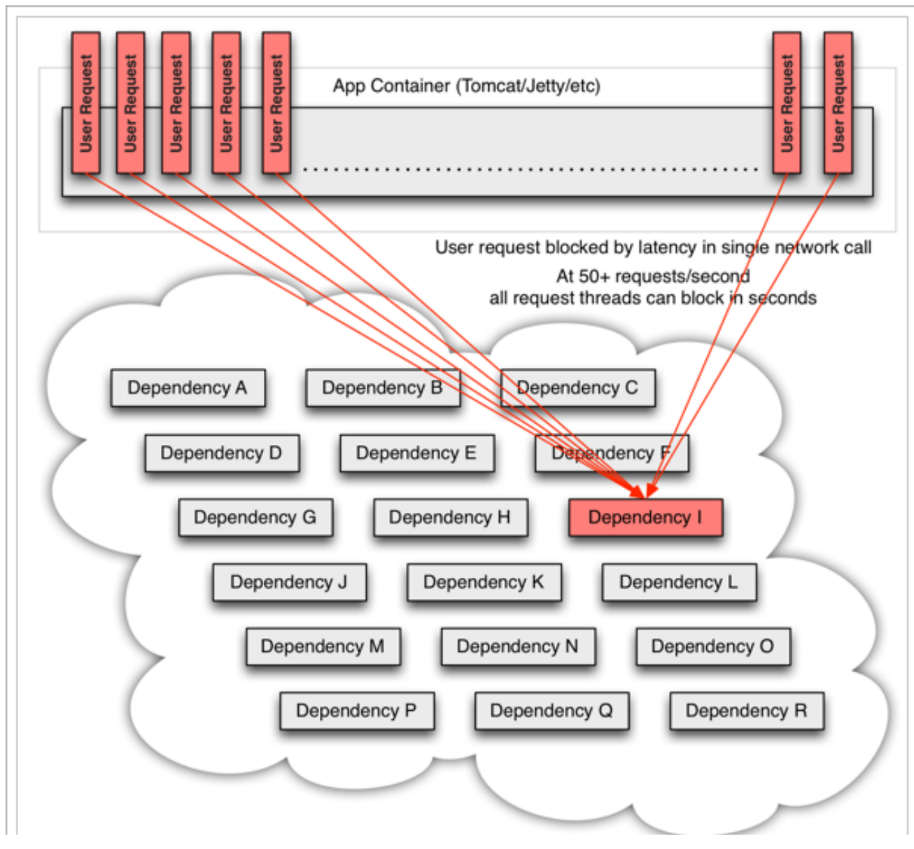 User Request
User Request
User Request
User Request
User Request
User Request
User Request
App Container (Tomcat/Jetty/etc)
User request blocked by latency in single network call
At 50+ requests/second
all request threads can block in seconds
Dependency A
Dependency B
Dependency C
Dependency D
Dependency E
Dependency F
Dependency G
Dependency H
Dependency I
Dependency J
Dependency K
Dependency L
Dependency M
Dependency N
Dependency O
Dependency P
Dependency Q
Dependency R